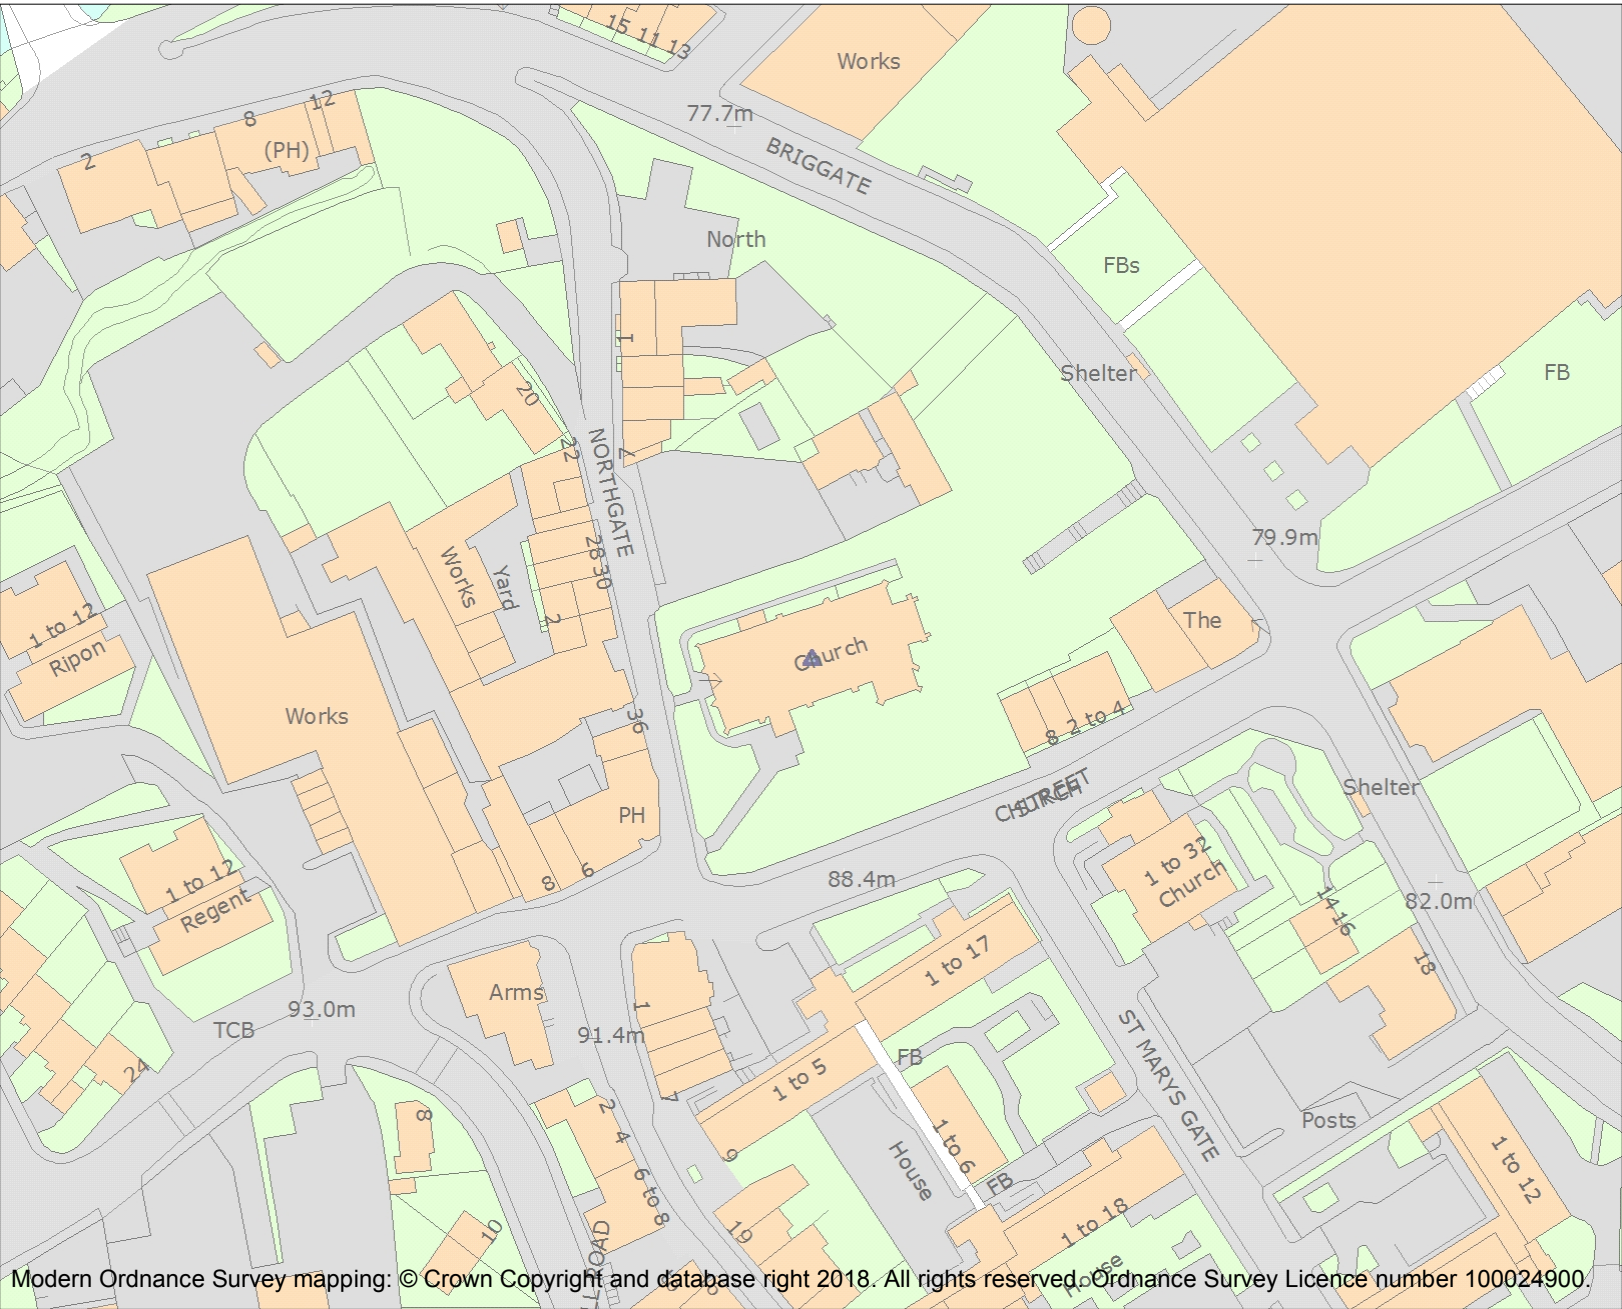 15 11 13
Works
77.7m
BRIGGATE
2
8
12
(PH)
North
FBs
Shelter
FB
1
20
22
NORTHGATE
7
79.9m
28
30
Works
Yard
2
1 to 12
Ripon
The
Church
Works
36
8
2 to 4
CHURCH
STREET
PH
Shelter
1 to 12
Regent
8
6
88.4m
1 to 32
Church
82.0m
14
16
18
1 to 17
Arms
1
93.0m
TCB
91.4m
FB
24
1 to 5
7
ST MARYS GATE
8
2
4
6 to 8
9
House
1 to 6
FB
Posts
1 to 12
10
19
1 to 18
House
ROAD
Modern Ordnance Survey mapping: © Crown Copyright and database right 2018. All rights reserved. Ordnance Survey Licence number 100024900.